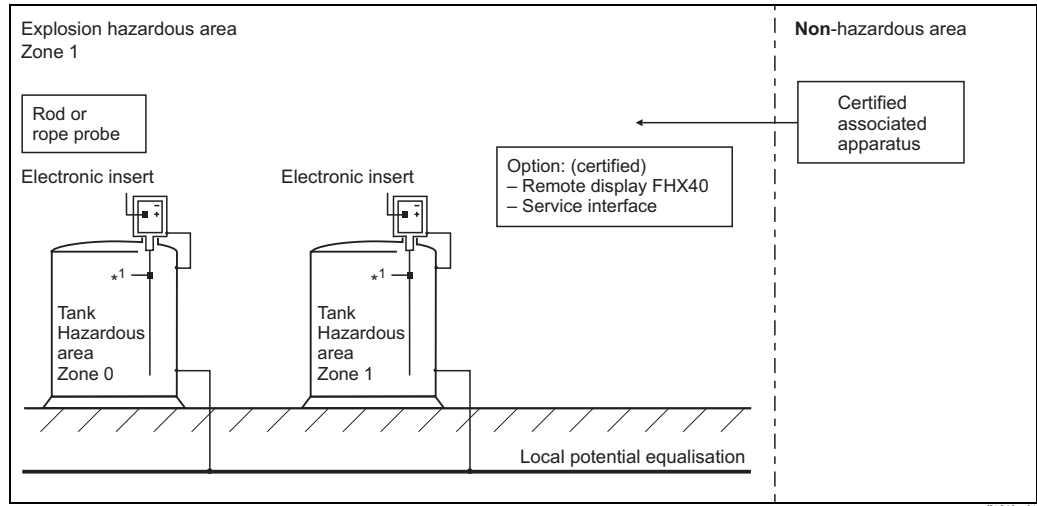 Explosion hazardous area
Zone 1
Non-hazardous area
Rod or
rope probe
Certified
associated
apparatus
Option: (certified)
– Remote display FHX40
– Service interface
Electronic insert
Electronic insert
–
+
–
+
*1
*1
Tank
Hazardous
area
Zone 0
Tank
Hazardous
area
Zone 1
Local potential equalisation